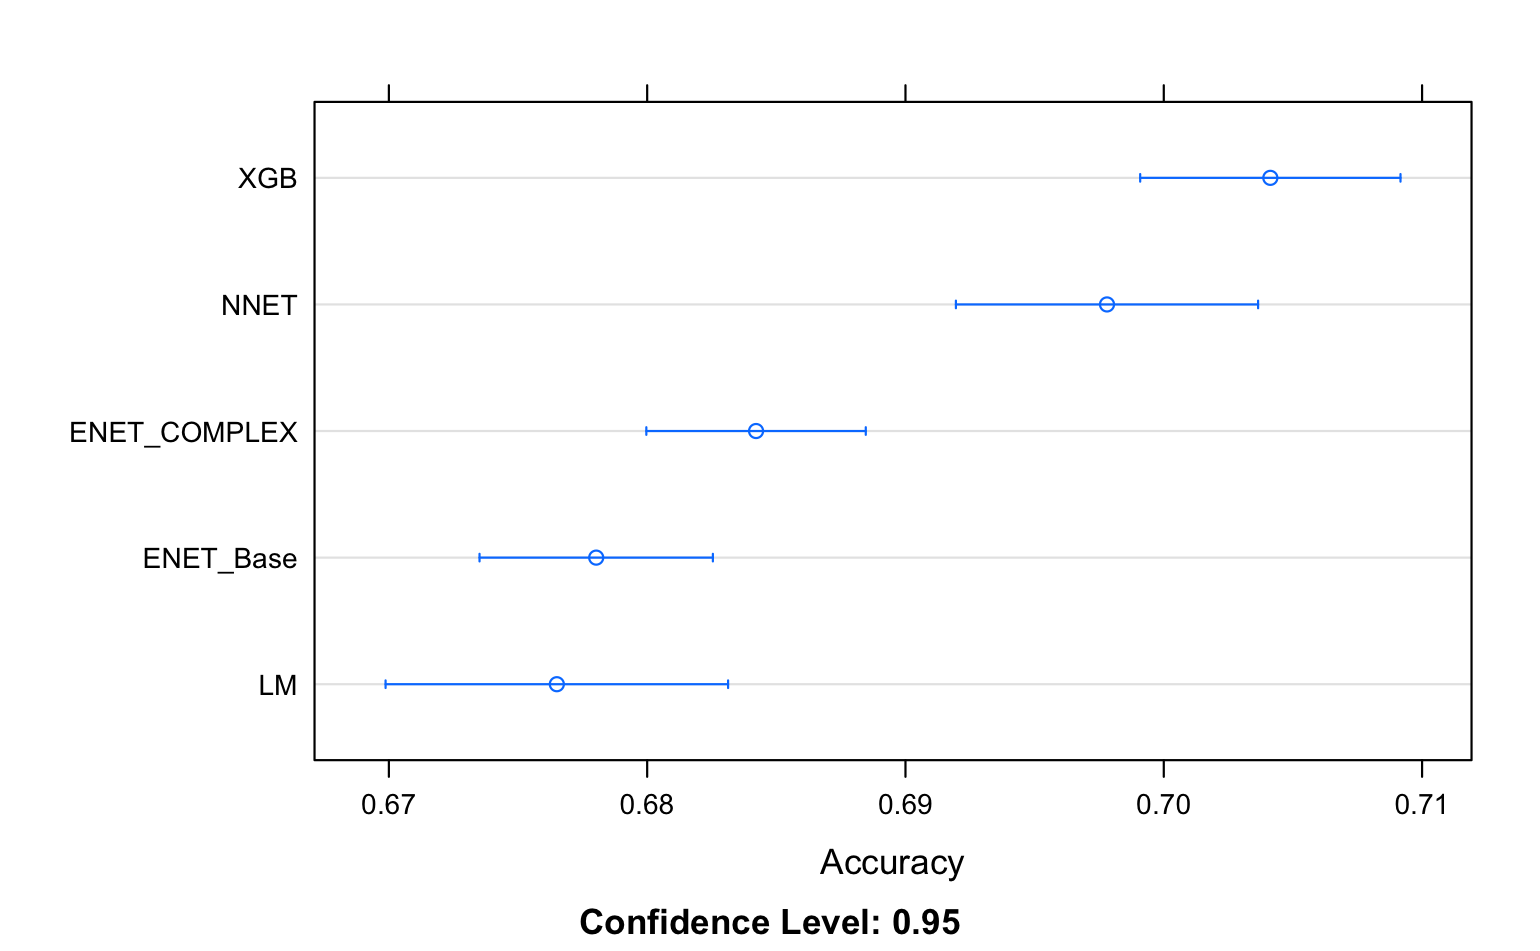 XGB
NNET
ENET_COMPLEX
ENET_Base
LM
0.67 0.68 0.69 0.70 0.71
Accuracy
Confidence Level: 0.95